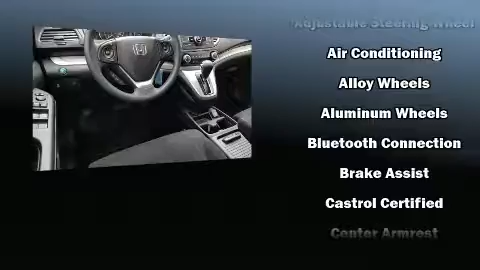 Adjustable Steering Wheel
Air Conditioning
Alloy Wheels
Aluminum Wheels
Bluetooth Connection
Brake Assist
Castrol Certified
Center Armrest